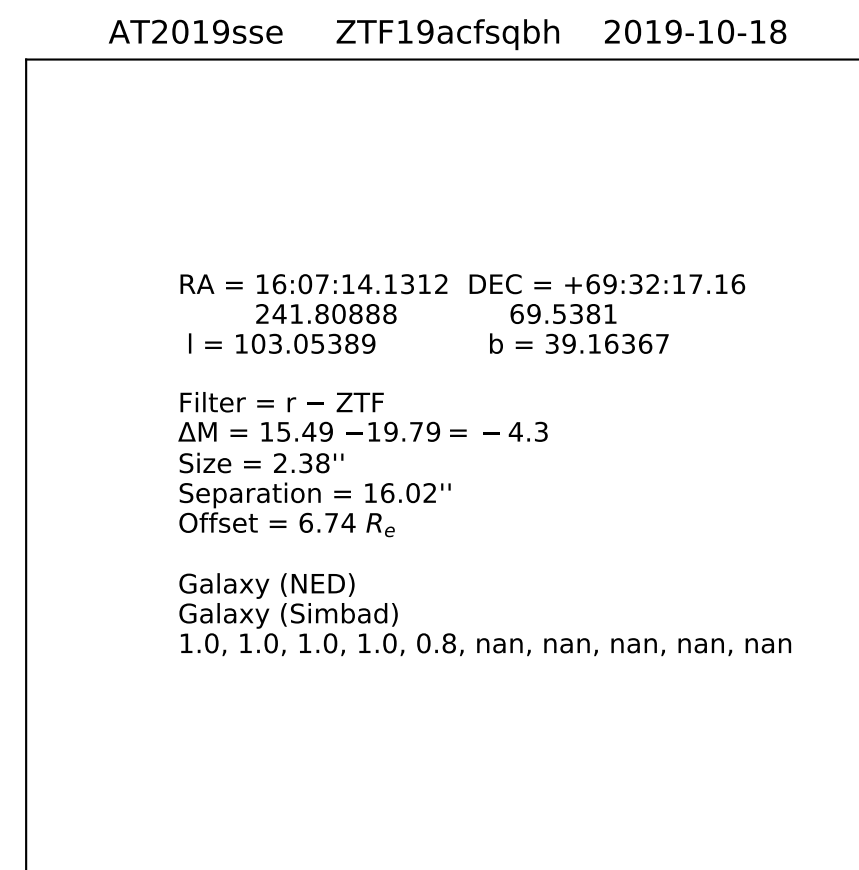 AT2019sse ZTF19acfsqbh 2019-10-18
RA = 16:07:14.1312 DEC = +69:32:17.16
241.80888 69.5381
l = 103.05389 b = 39.16367
Filter = r − ZTF
ΔM = 15.49 −19.79 = −4.3
Size = 2.38''
Separation = 16.02''
Offset = 6.74 Re
Galaxy (NED)
Galaxy (Simbad)
1.0, 1.0, 1.0, 1.0, 0.8, nan, nan, nan, nan, nan